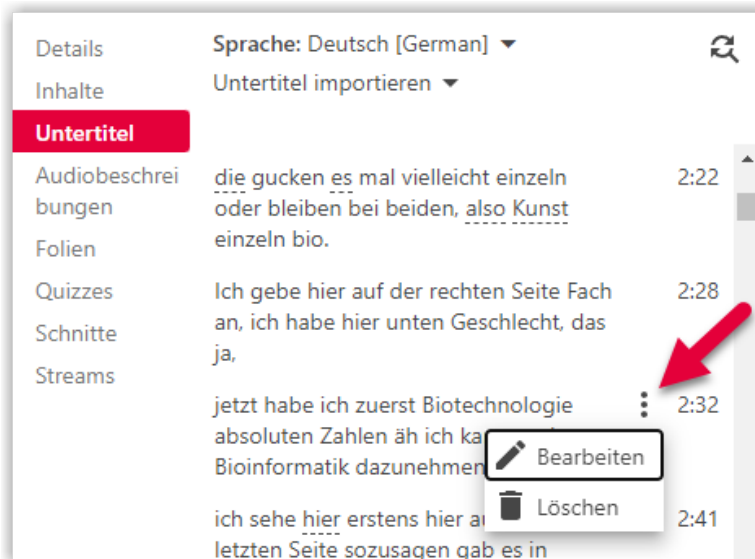 Details
Inhalte
Untertitel
Audiobeschrei
bungen
Folien
Quizzes
Schnitte
Streams
Sprache: Deutsch [German]
Untertitel importieren
die gucken es mal vielleicht einzeln 2:22
oder bleiben bei beiden, also Kunst
einzeln bio.
Ich gebe hier auf der rechten Seite Fach 2:28
an, ich habe hier unten Geschlecht, das
ja,
jetzt habe ich zuerst Biotechnologie 2:32
absoluten Zahlen äh ich
Bioinformatik dazunehmen
Bearbeiten
Löschen
ich sehe hier erstens hier 2:41
letzten Seite sozusagen gab es in